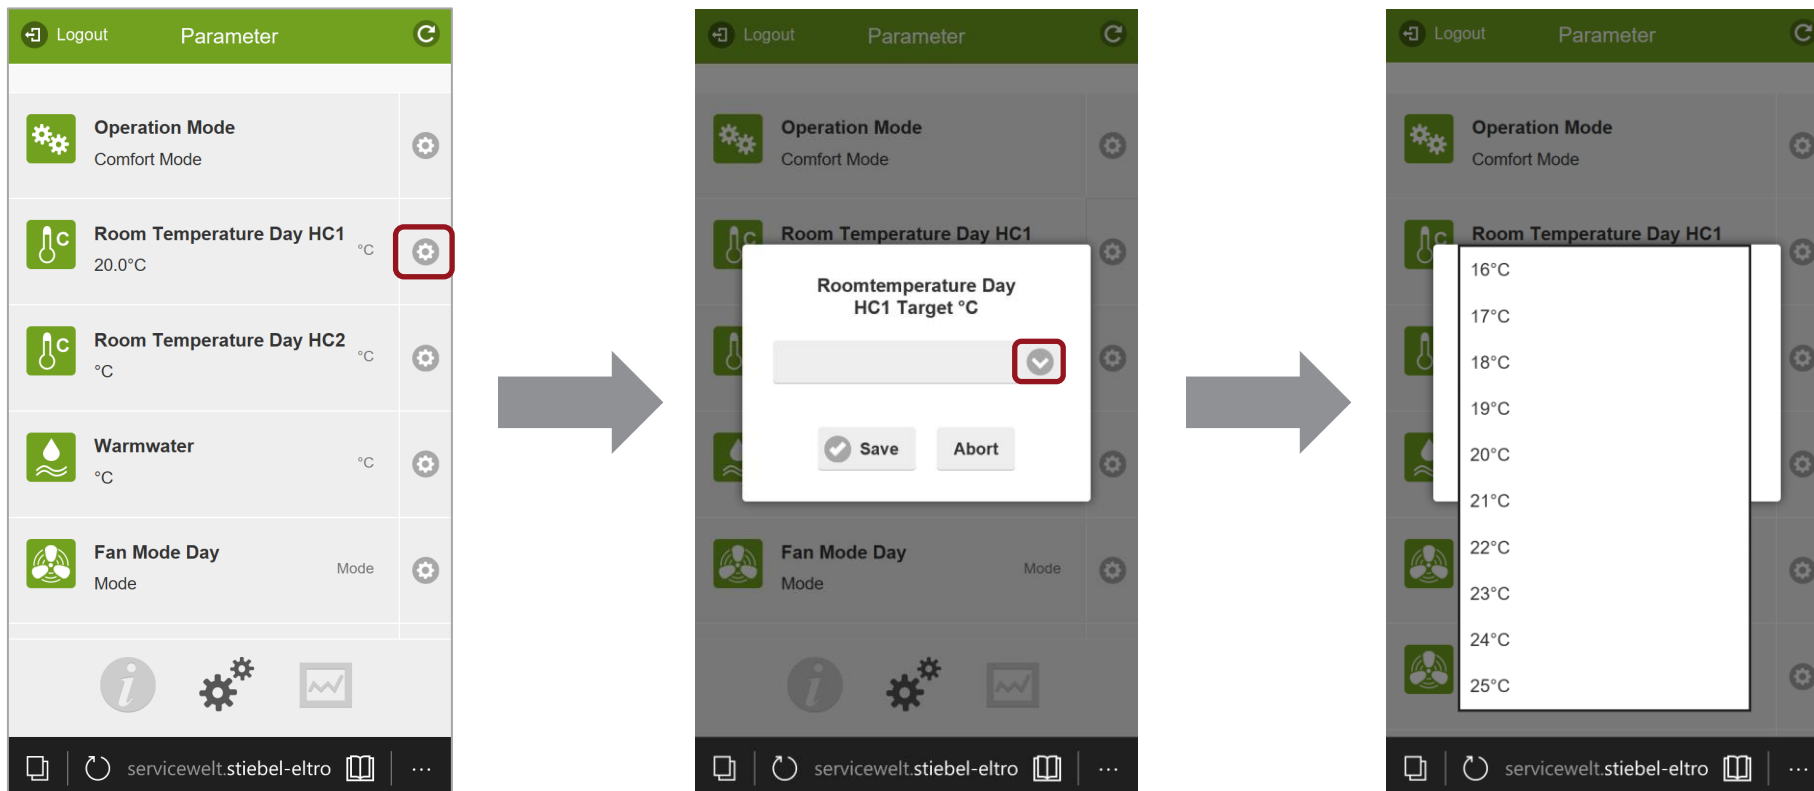 Logout Parameter
Operation Mode
Comfort Mode
Room Temperature Day HC1
°C
20.0°C
Room Temperature Day HC2
°C
°C
Warmwater
°C
°C
Fan Mode Day
Mode
Mode
servicewelt.stiebel-eltro
Logout Parameter
Operation Mode
Comfort Mode
Room Temperature Day HC1
Roomtemperature Day
HC1 Target °C
Save Abort
Fan Mode Day
Mode
Mode
servicewelt.stiebel-eltro
Logout Parameter
Operation Mode
Comfort Mode
Room Temperature Day HC1
16°C
17°C
18°C
19°C
20°C
21°C
22°C
23°C
24°C
25°C
servicewelt.stiebel-eltro